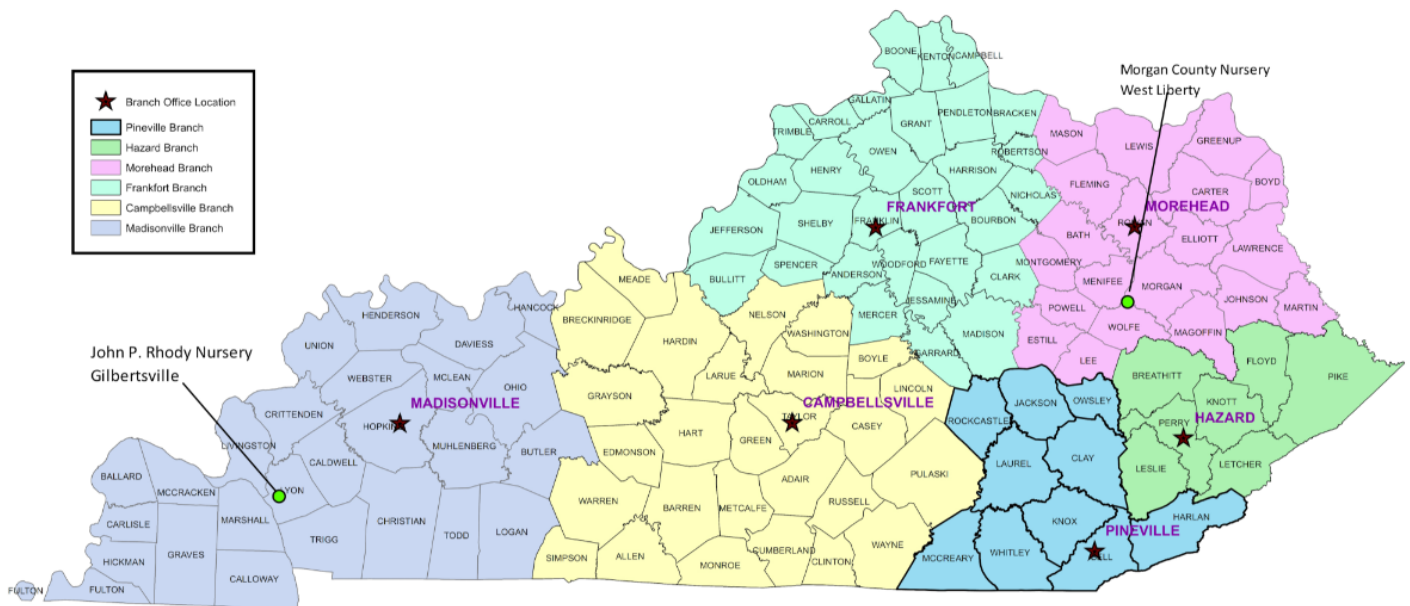 Branch Office Location
Pineville Branch
Hazard Branch
Morehead Branch
Frankfort Branch
Campbellsville Branch
Madisonville Branch
Morgan County Nursery
West Liberty
John P. Rhody Nursery
Gilbertsville
BOONE
KENTON
CAMPBELL
GALLATIN
CARROLL
TRIMBLE
GRANT
PENDLETON
BRACKEN
OWEN
ROBERTSON
HENRY
HARRISON
OLDHAM
SCOTT
NICHOLAS
FRANKFORT
SHELBY
FRANKLIN
BOURBON
JEFFERSON
SPENCER
ANDERSON
WOODFORD
FAYETTE
CLARK
BULLITT
JESSAMINE
MERCER
MADISON
GARRARD
MASON
LEWIS
GREENUP
FLEMING
CARTER
BOYD
MOREHEAD
ROWAN
BATH
ELLIOTT
LAWRENCE
MONTGOMERY
MENIFEE
MORGAN
JOHNSON
MARTIN
POWELL
WOLFE
MAGOFFIN
ESTILL
LEE
MEADE
BRECKINRIDGE
NELSON
WASHINGTON
HARDIN
BOYLE
LARUE
MARION
LINCOLN
GRAYSON
CAMPBELLSVILLE
TAYLOR
HART
GREEN
CASEY
EDMONSON
ADAIR
PULASKI
WARREN
BARREN
METCALFE
RUSSELL
SIMPSON
ALLEN
MONROE
CUMBERLAND
CLINTON
WAYNE
HANCOCK
HENDERSON
UNION
DAVIESS
WEBSTER
MCLEAN
OHIO
MADISONVILLE
CRITTENDEN
HOPKINS
LIVINGSTON
MUHLENBERG
BUTLER
CALDWELL
BALLARD
MCCRACKEN
LYON
MARSHALL
CARLISLE
CHRISTIAN
TRIGG
TODD
LOGAN
HICKMAN
GRAVES
CALLOWAY
FULTON
FULTON
FLOYD
PIKE
BREATHITT
KNOTT
PERRY
HAZARD
LESLIE
LETCHER
JACKSON
OWSLEY
ROCKCASTLE
LAUREL
CLAY
KNOX
HARLAN
PINEVILLE
MCCREARY
WHITLEY
BELL